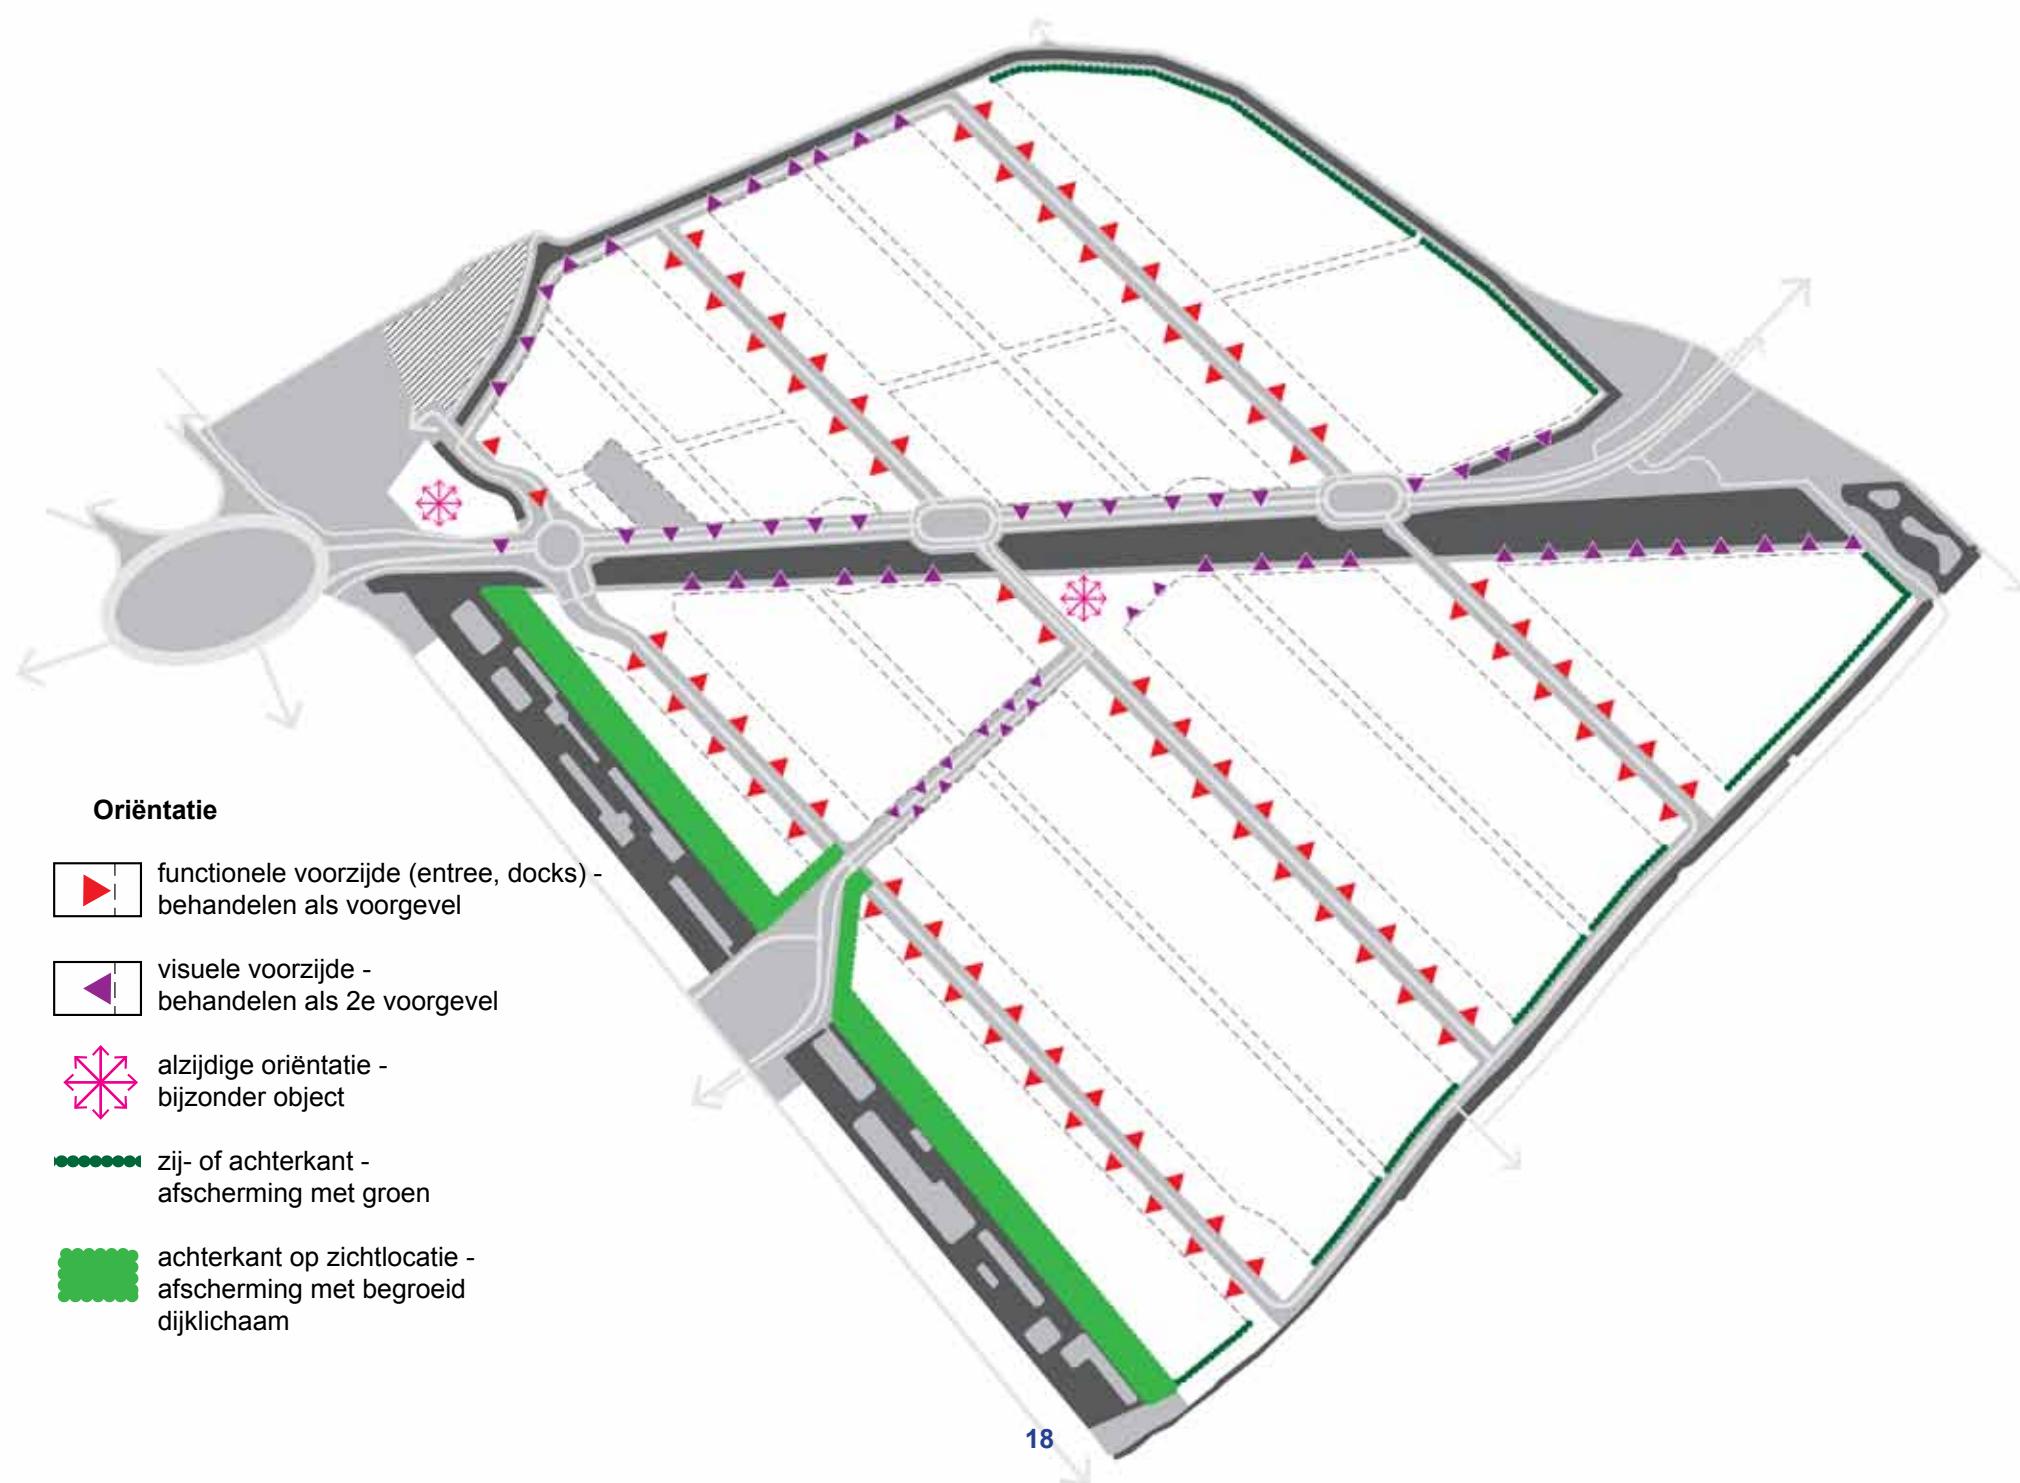 Oriëntatie
functionele voorzijde (entree, docks) -
behandelen als voorgevel
visuele voorzijde -
behandelen als 2e voorgevel
alzijdige oriëntatie -
bijzonder object
zij- of achterkant -
afscherming met groen
achterkant op zichtlocatie -
afscherming met begroeid
dijklichaam
18